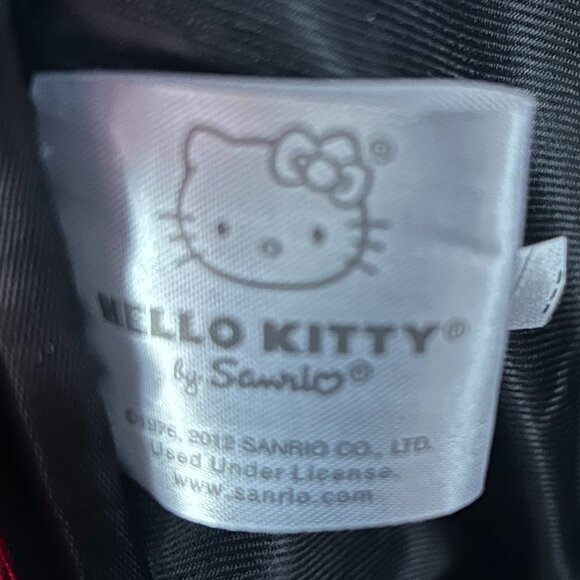 ®
HELLO KITTY®
by Sanrio®
©1976, 2012 SANRIO CO., LTD.
Used Under License.
www.sanrio.com